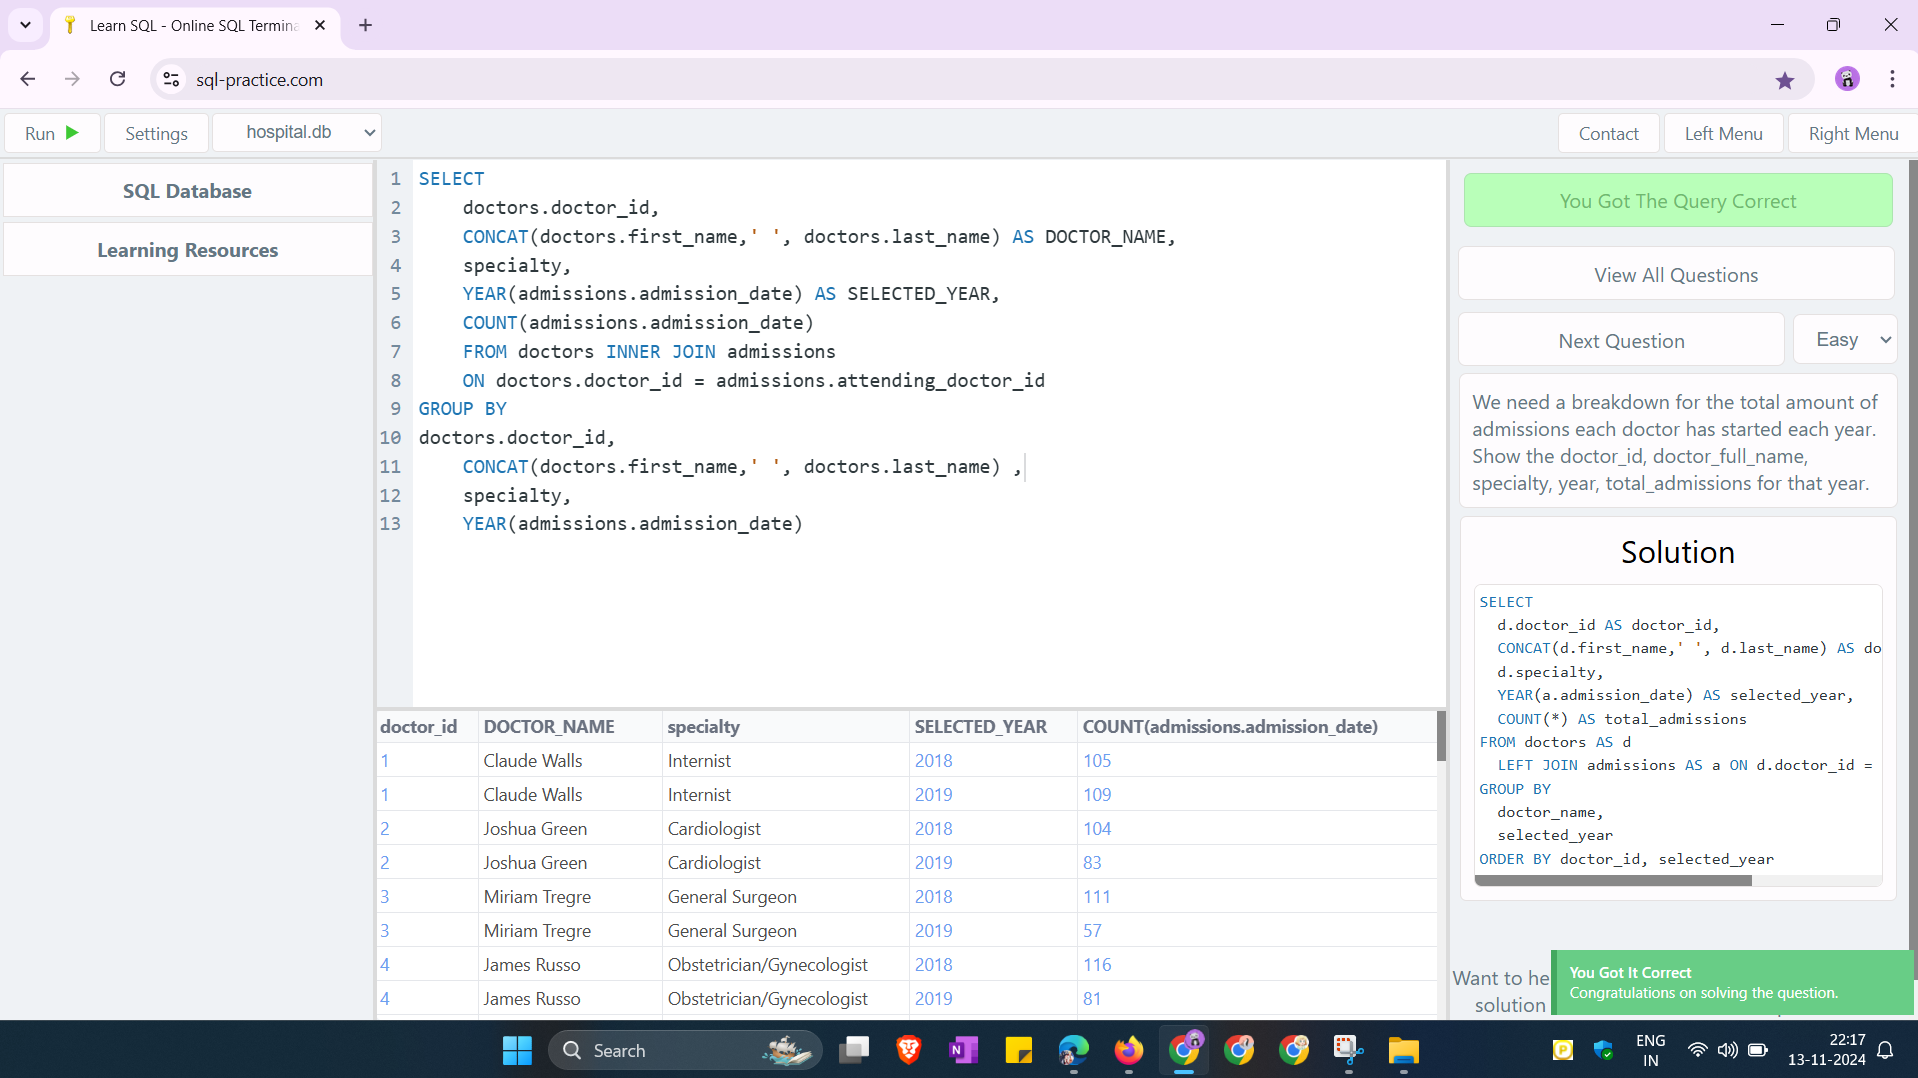 Learn SQL - Online SQL Termina
sql-practice.com
Run
Settings
hospital.db
Contact
Left Menu
Right Menu
SQL Database
Learning Resources
1 SELECT
2 doctors.doctor_id,
3 CONCAT(doctors.first_name,' ', doctors.last_name) AS DOCTOR_NAME,
4 specialty,
5 YEAR(admissions.admission_date) AS SELECTED_YEAR,
6 COUNT(admissions.admission_date)
7 FROM doctors INNER JOIN admissions
8 ON doctors.doctor_id = admissions.attending_doctor_id
9 GROUP BY
10 doctors.doctor_id,
11 CONCAT(doctors.first_name,' ', doctors.last_name) ,
12 specialty,
13 YEAR(admissions.admission_date)
doctor_id DOCTOR_NAME specialty SELECTED_YEAR COUNT(admissions.admission_date)
1 Claude Walls Internist 2018 105
1 Claude Walls Internist 2019 109
2 Joshua Green Cardiologist 2018 104
2 Joshua Green Cardiologist 2019 83
3 Miriam Tregre General Surgeon 2018 111
3 Miriam Tregre General Surgeon 2019 57
4 James Russo Obstetrician/Gynecologist 2018 116
4 James Russo Obstetrician/Gynecologist 2019 81
You Got The Query Correct
View All Questions
Next Question
Easy
We need a breakdown for the total amount of
admissions each doctor has started each year.
Show the doctor_id, doctor_full_name,
specialty, year, total_admissions for that year.
Solution
SELECT
d.doctor_id AS doctor_id,
CONCAT(d.first_name,' ', d.last_name) AS do
d.specialty,
YEAR(a.admission_date) AS selected_year,
COUNT(*) AS total_admissions
FROM doctors AS d
LEFT JOIN admissions AS a ON d.doctor_id =
GROUP BY
doctor_name,
selected_year
ORDER BY doctor_id, selected_year
Want to he
solution
You Got It Correct
Congratulations on solving the question.
Search
N
P
ENG
IN
22:17
13-11-2024